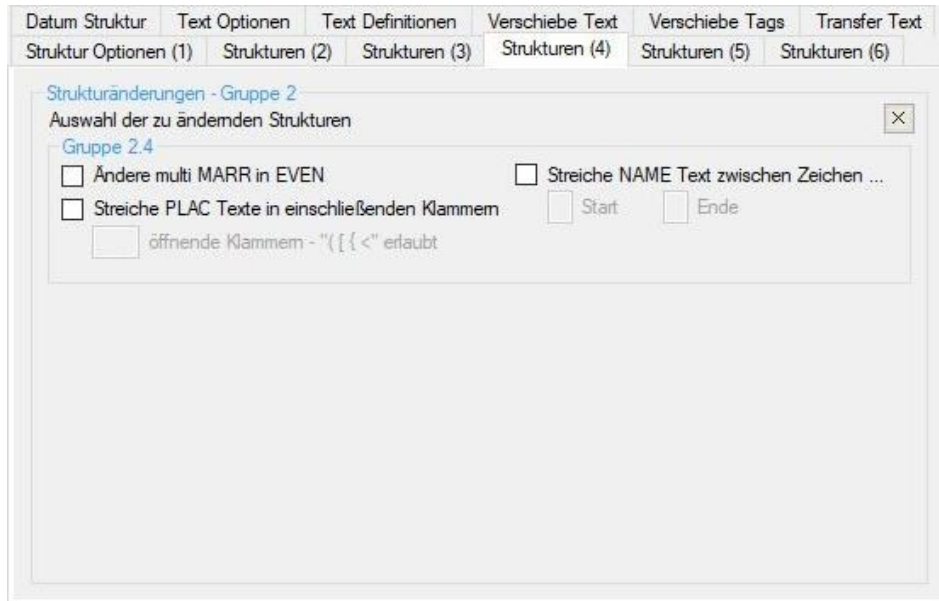 Datum Struktur Text Optionen Text Definitionen Verschiebe Text Verschiebe Tags Transfer Text
Struktur Optionen (1) Strukturen (2) Strukturen (3) Strukturen (4) Strukturen (5) Strukturen (6)
Strukturänderungen - Gruppe 2
Auswahl der zu ändernden Strukturen
Gruppe 2.4
Ändere multi MARR in EVEN
Streiche NAME Text zwischen Zeichen ...
Streiche PLAC Texte in einschließenden Klammern
Start Ende
öffnende Klammern - "( [ { <" erlaubt